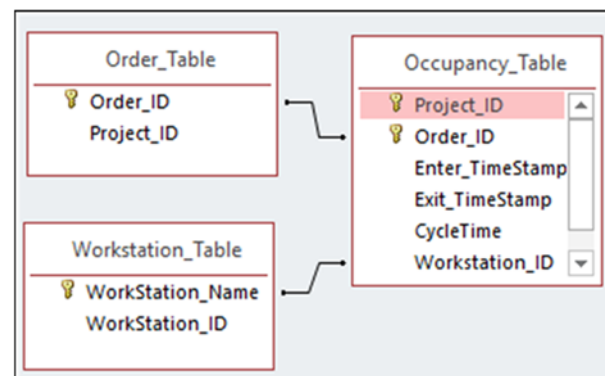 Order_Table
Order_ID
Project_ID
Occupancy_Table
Project_ID
Order_ID
Enter_TimeStamp
Exit_TimeStamp
CycleTime
Workstation_ID
Workstation_Table
WorkStation_Name
WorkStation_ID